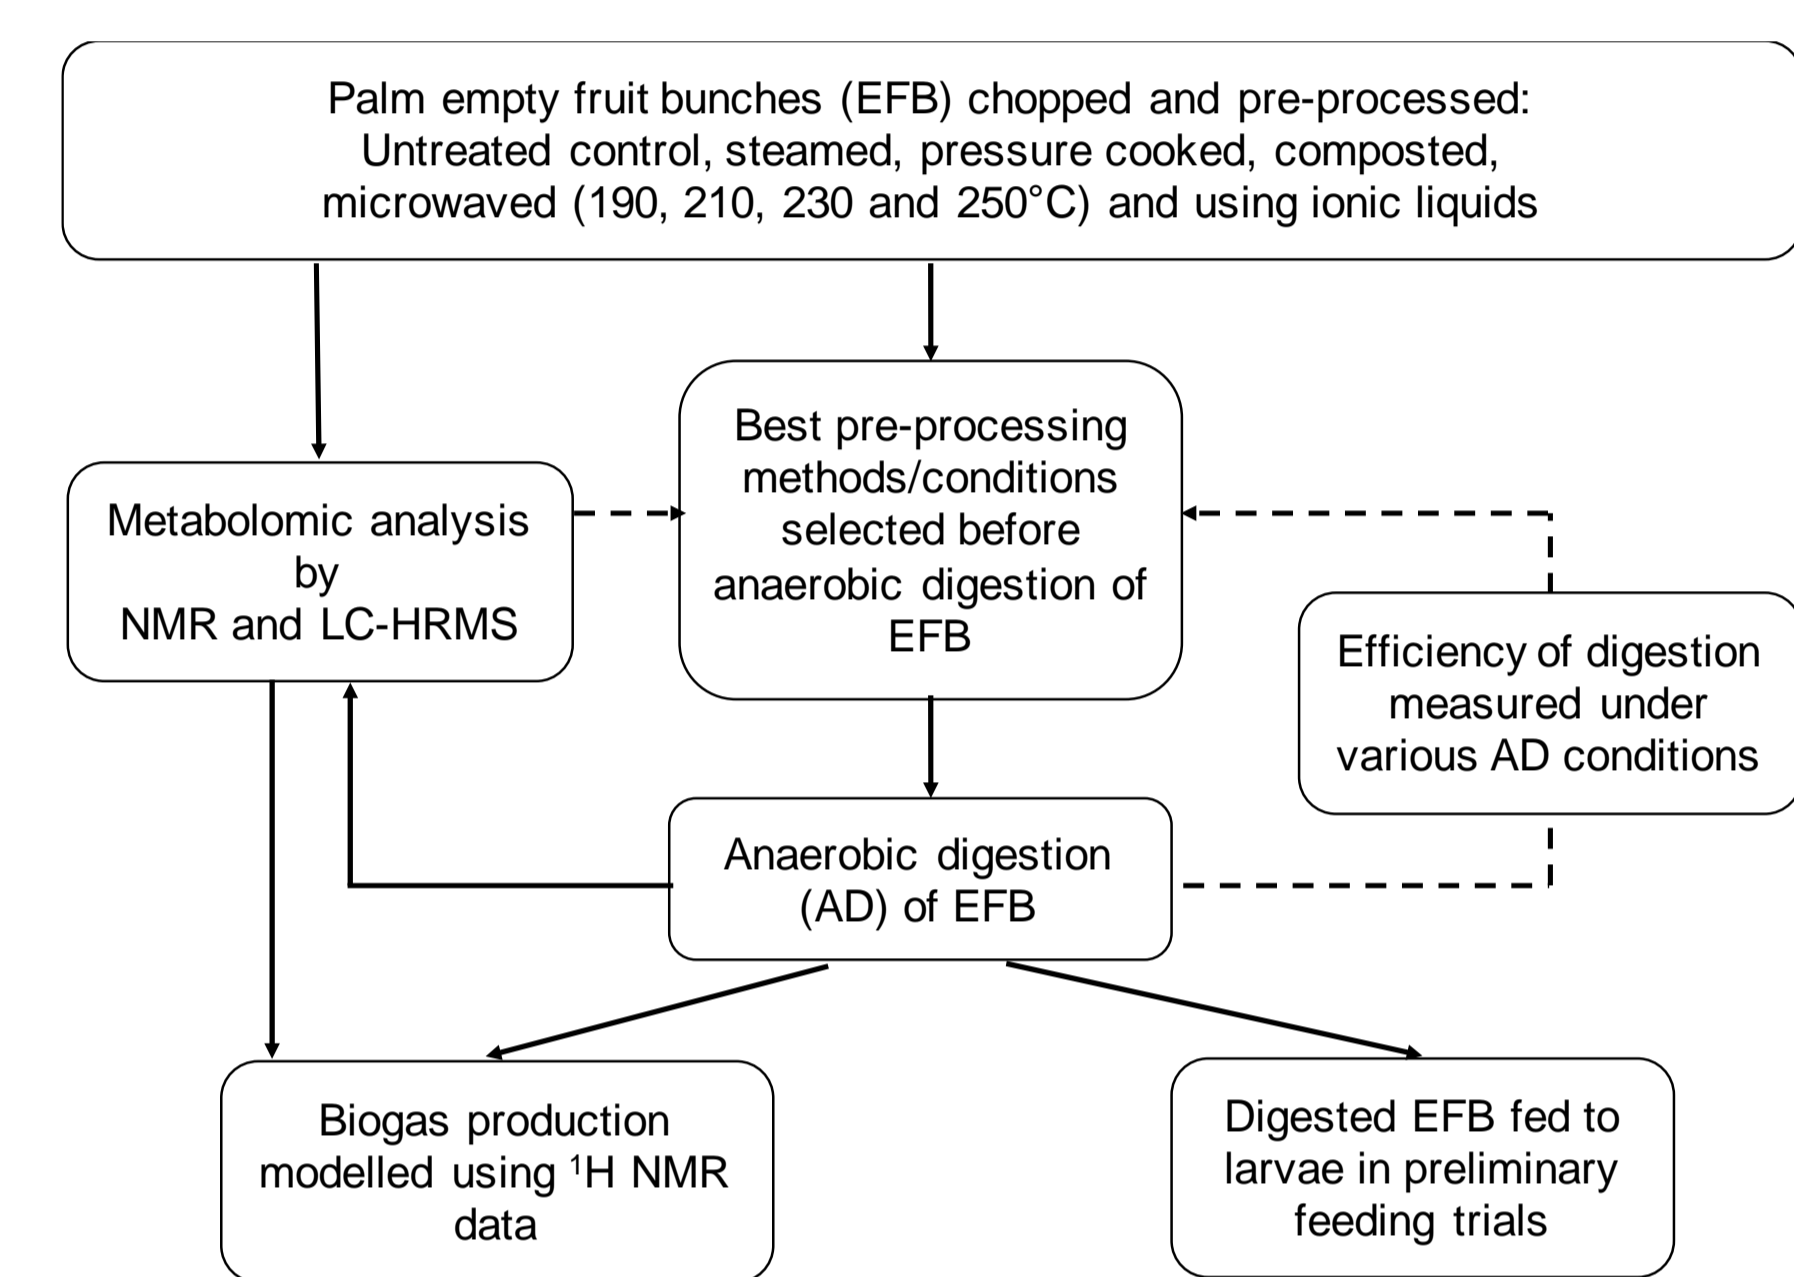 Palm empty fruit bunches (EFB) chopped and pre-processed:
Untreated control, steamed, pressure cooked, composted,
microwaved (190, 210, 230 and 250°C) and using ionic liquids
Metabolomic analysis
by
NMR and LC-HRMS
Best pre-processing
methods/conditions
selected before
anaerobic digestion of
EFB
Efficiency of digestion
measured under
various AD conditions
Anaerobic digestion
(AD) of EFB
Biogas production
modelled using ¹H NMR
data
Digested EFB fed to
larvae in preliminary
feeding trials